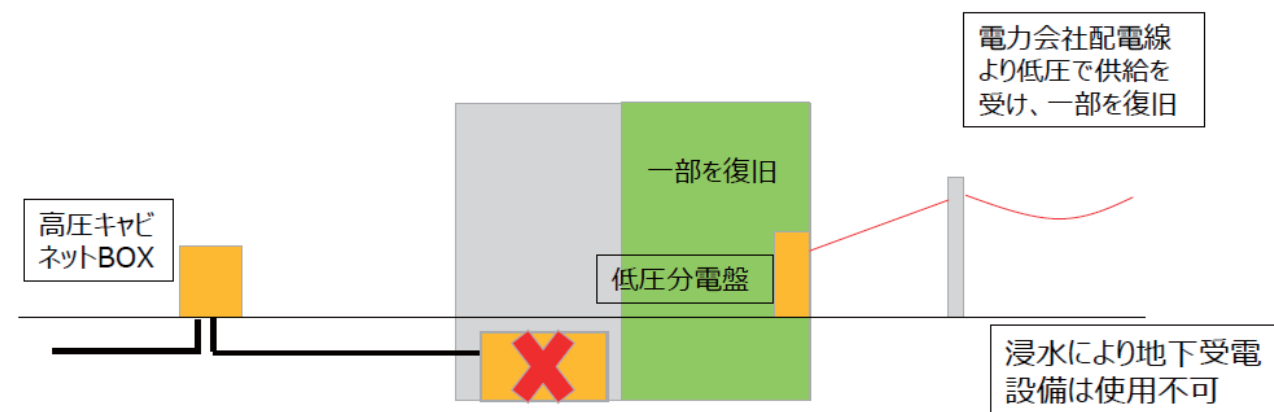 電力会社配電線
より低圧で供給を
受け、一部を復旧
一部を復旧
高圧キャビ
ネットBOX
低圧分電盤
浸水により地下受電
設備は使用不可